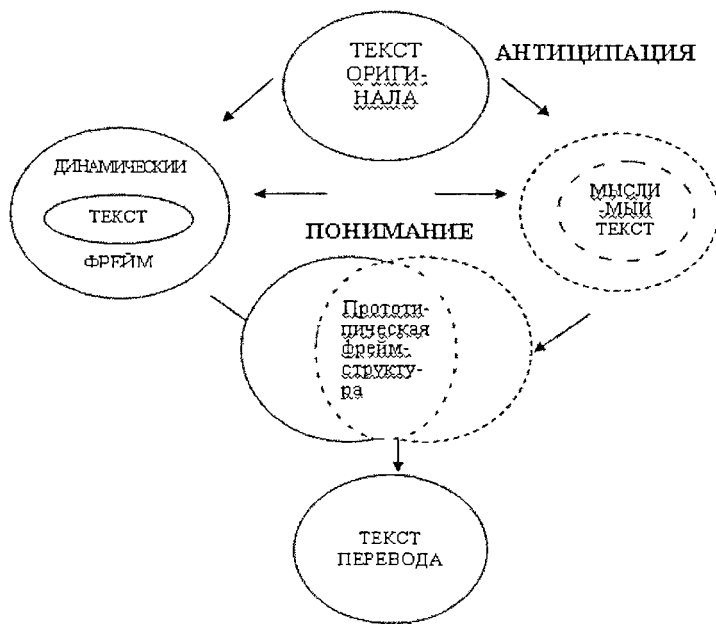 ТЕКСТ
ОРИГИ-
НАЛА
АНТИЦИПАЦИЯ
ДИНАМИЧЕСКИЙ
ТЕКСТ
ФРЕЙМ
МЫСЛИ
-МЫЙ
ТЕКСТ
ПОНИМАНИЕ
Прототи-
пическая
фрейм-
структу-
ра
ТЕКСТ
ПЕРЕВОДА